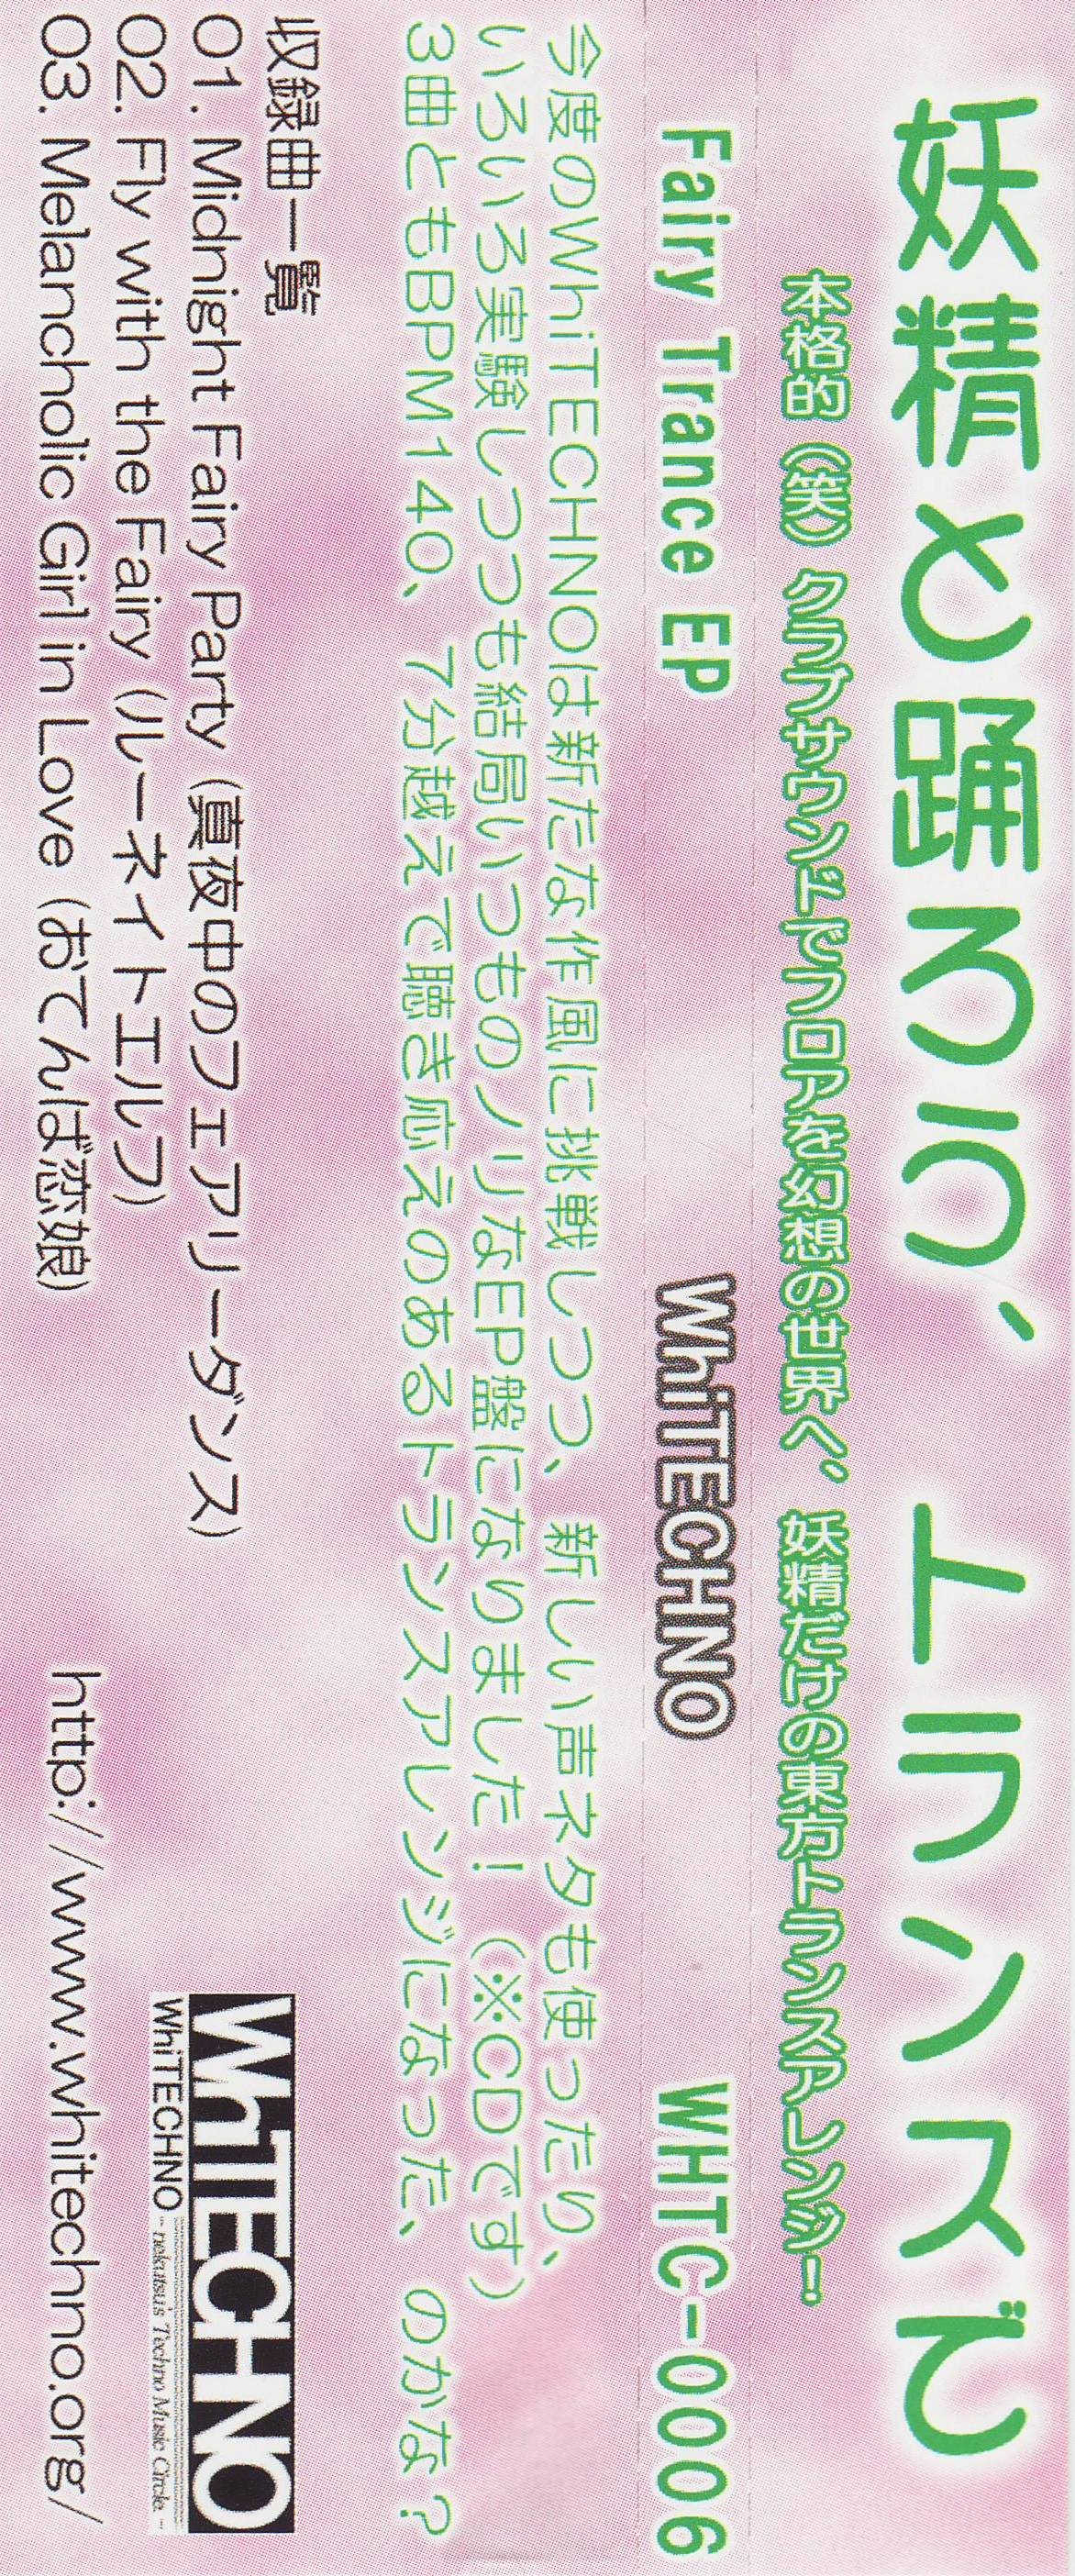 妖精と踊ろう、トランスで
本格的（笑）クラブサウンドでフロアを幻想の世界へ。妖精だけの東方トランスアレンジ！
Fairy Trance EP WhiTECHNO WHTC-0006
今度のWhiTECHNOは新たな作風に挑戦しつつ、新しい声ネタも使ったり、
いろいろ実験しつつも結局いつものノリなEP盤になりました！（※CDです）
3曲ともBPM140、7分越えで聴き応えのあるトランスアレンジになった、のかな？
収録曲一覧
01. Midnight Fairy Party (真夜中のフェアリーダンス)
02. Fly with the Fairy (ルーネイトエルフ)
03. Melancholic Girl in Love (おてんば恋娘)
WhiTECHNO
WhiTECHNO - nekutsu's Techno Music Circle. -
http://www.whitechno.org/